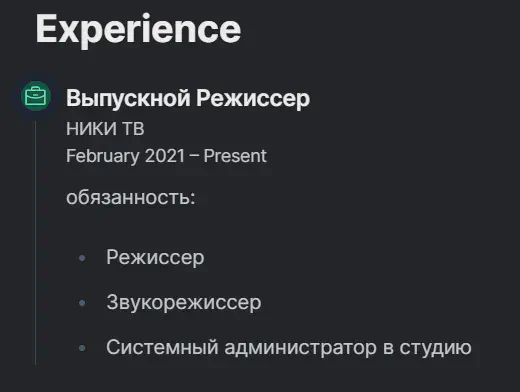 Experience
Выпускной Режиссер
НИКИ ТВ
February 2021 – Present
обязанность:
Режиссер
Звукорежиссер
Системный администратор в студию